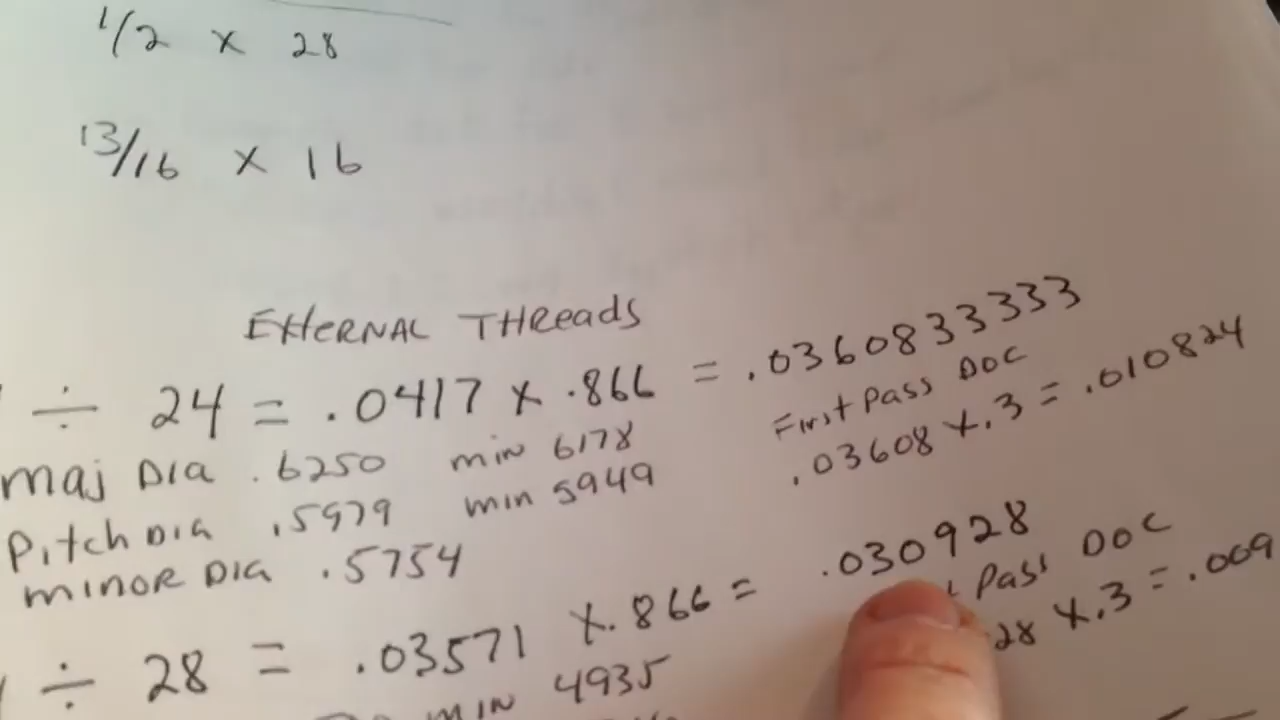 1/2 x 28
13/16 x 16
EXTERNAL THReads
÷ 24 = .0417 x .866 = .0360833333
maj DIA .6250 min 6178
First Pass DOC
Pitch DIA .5979 min 5949
.03608 x .3 = .010824
minor DIA .5754
÷ 28 = .03571 x .866 = .030928
Pass DOC
28 x .3 = .009
min 4935